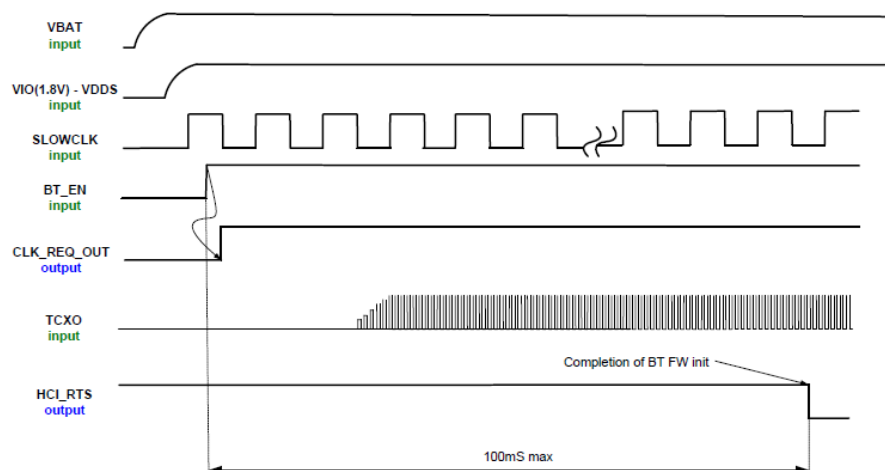 VBAT
input
VIO(1.8V) - VDDS
input
SLOWCLK
input
BT_EN
input
CLK_REQ_OUT
output
TCXO
input
Completion of BT FW init
HCI_RTS
output
100mS max